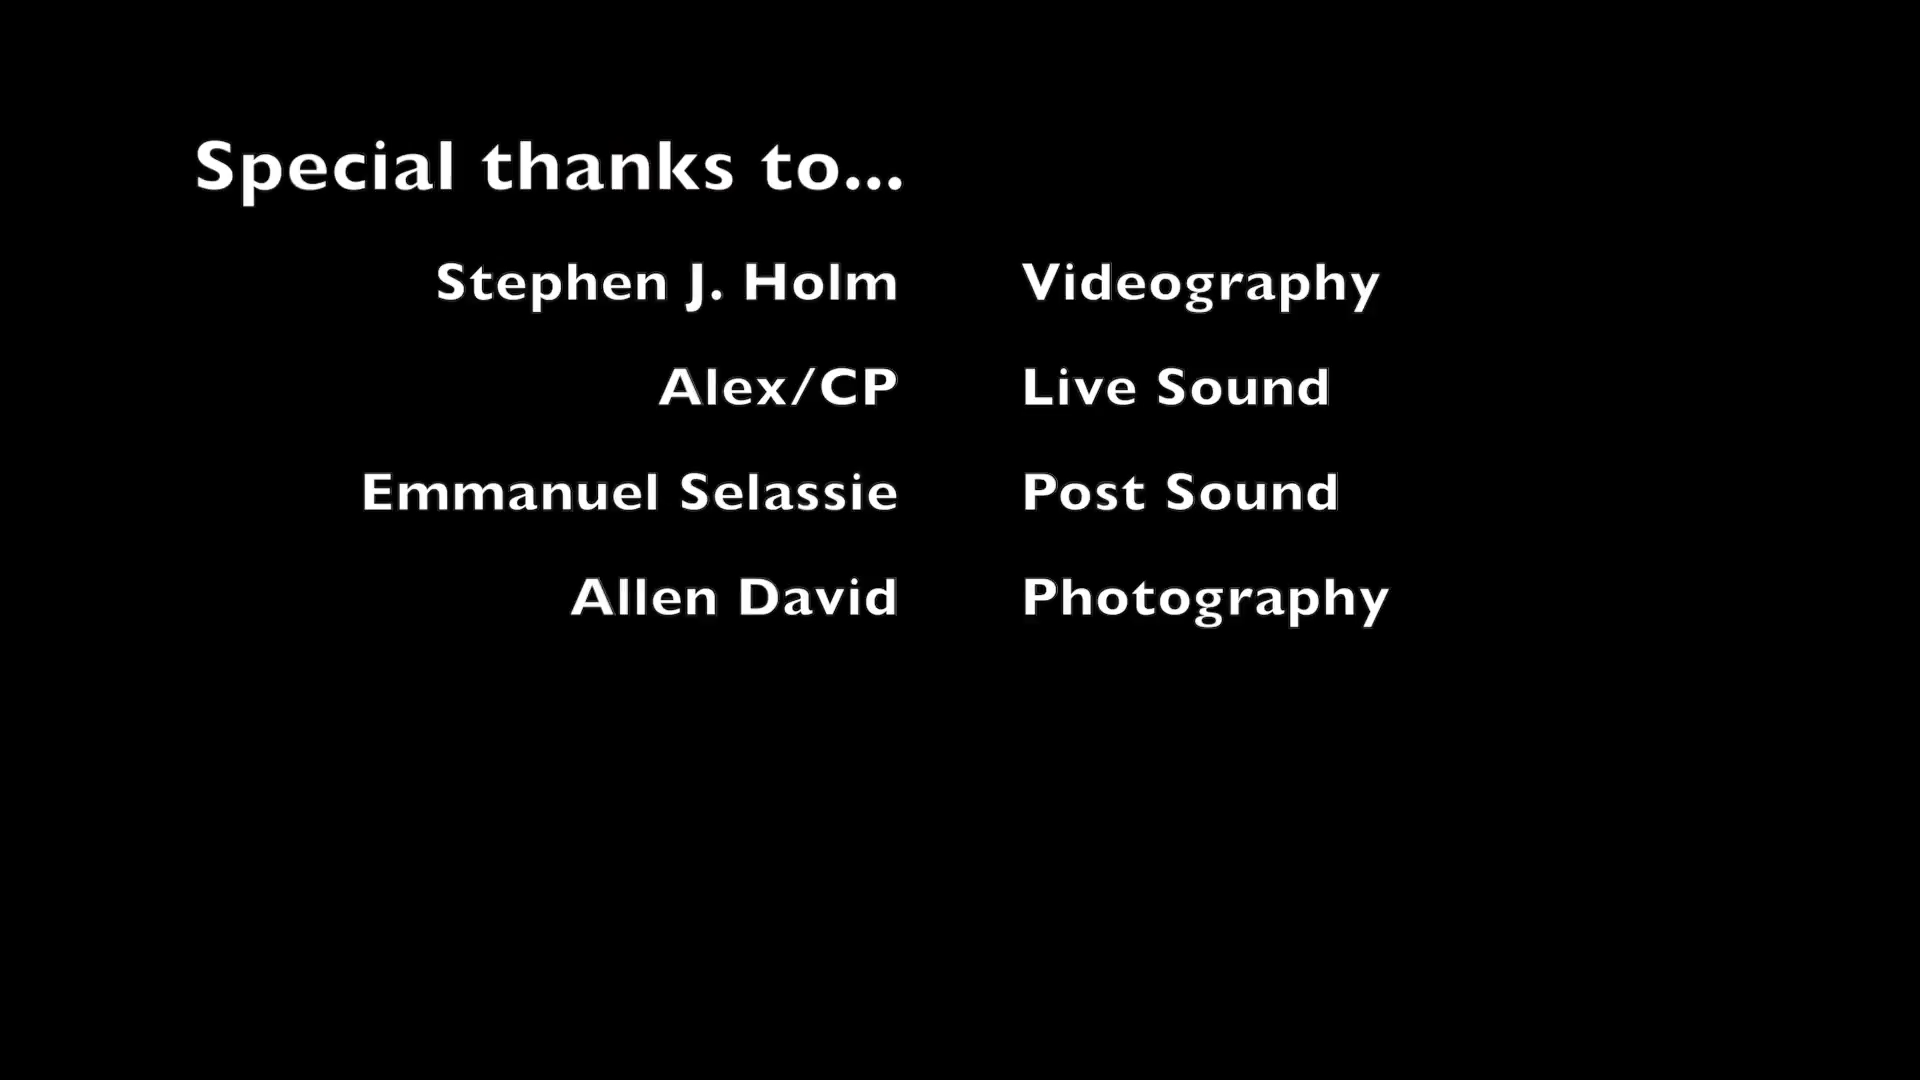 Special thanks to...
Stephen J. Holm Videography
Alex/CP Live Sound
Emmanuel Selassie Post Sound
Allen David Photography